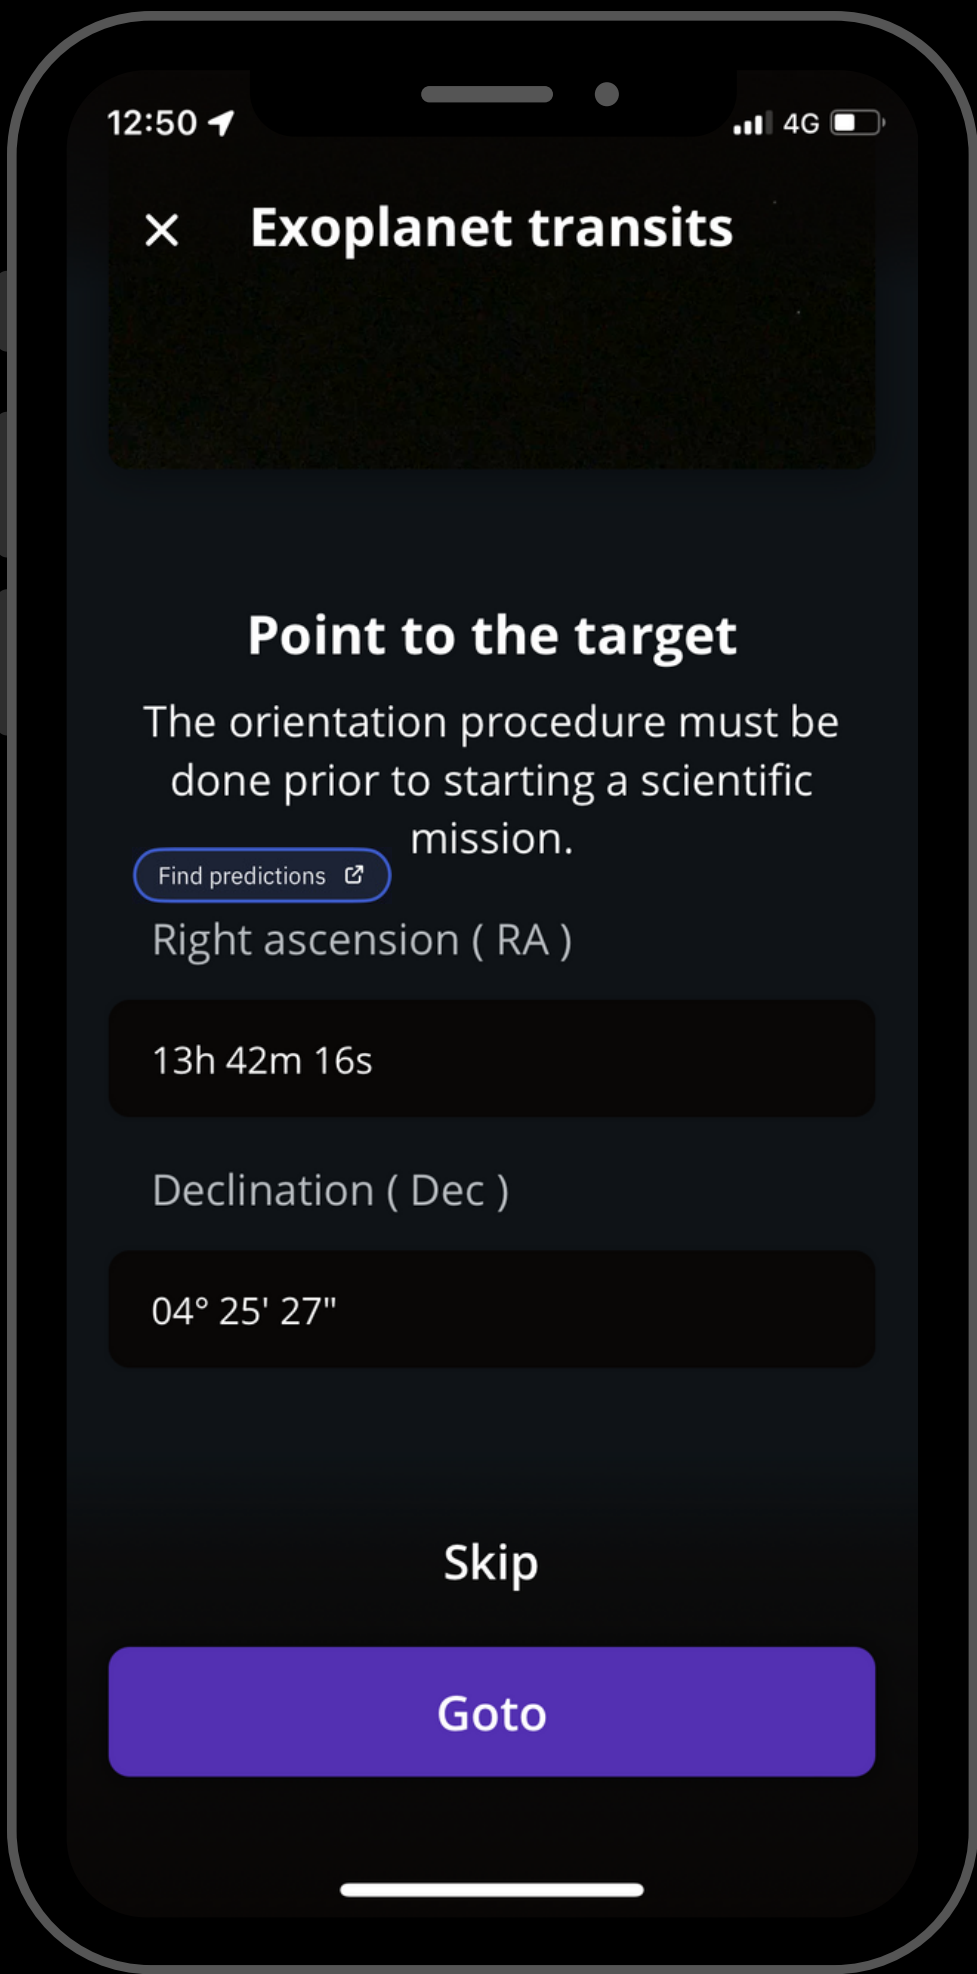 12:50
4G
Exoplanet transits
Point to the target
The orientation procedure must be
done prior to starting a scientific
mission.
Find predictions
Right ascension ( RA )
13h 42m 16s
Declination ( Dec )
04° 25' 27"
Skip
Goto